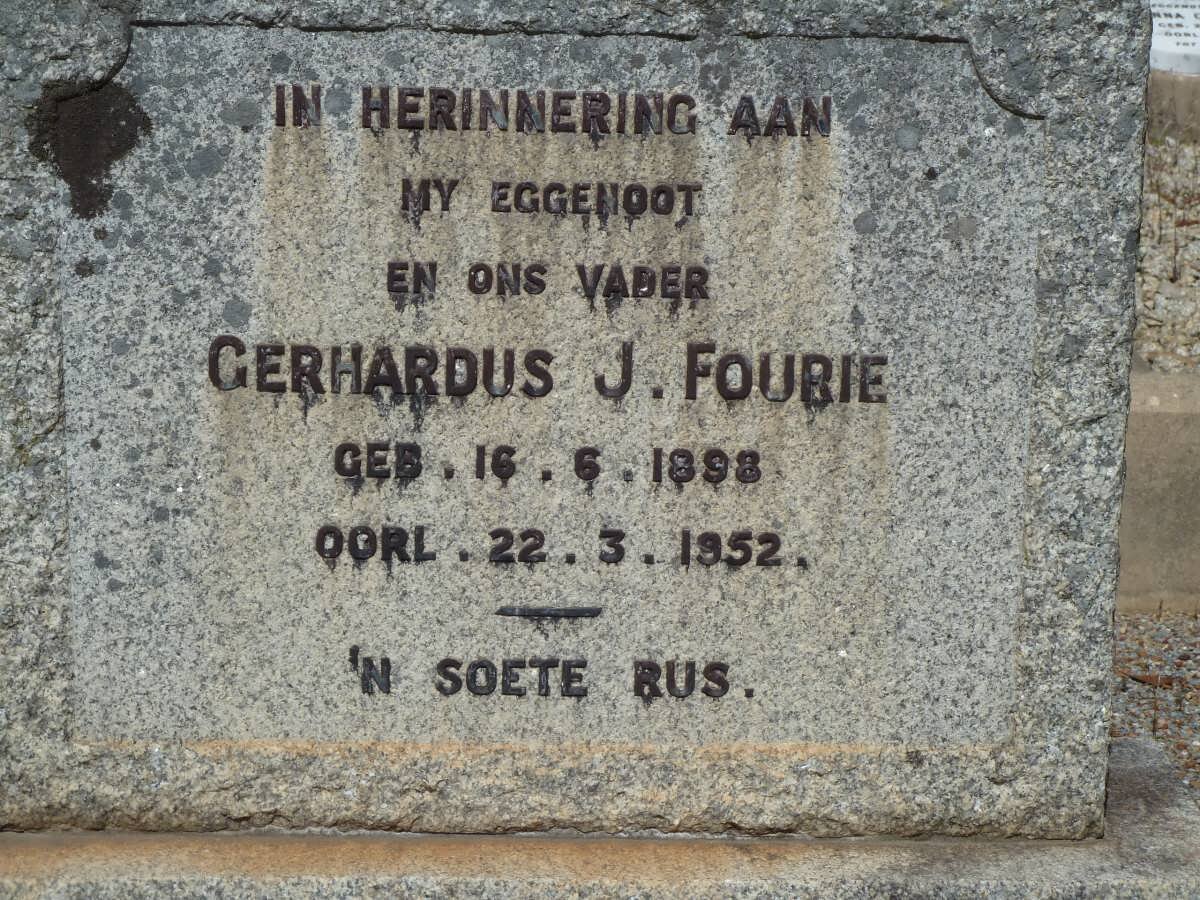 IN HERINNERING AAN
MY EGGENOOT
EN ONS VADER
GERHARDUS J. FOURIE
GEB. 16.6.1898
OORL. 22.3.1952.
'N SOETE RUS.